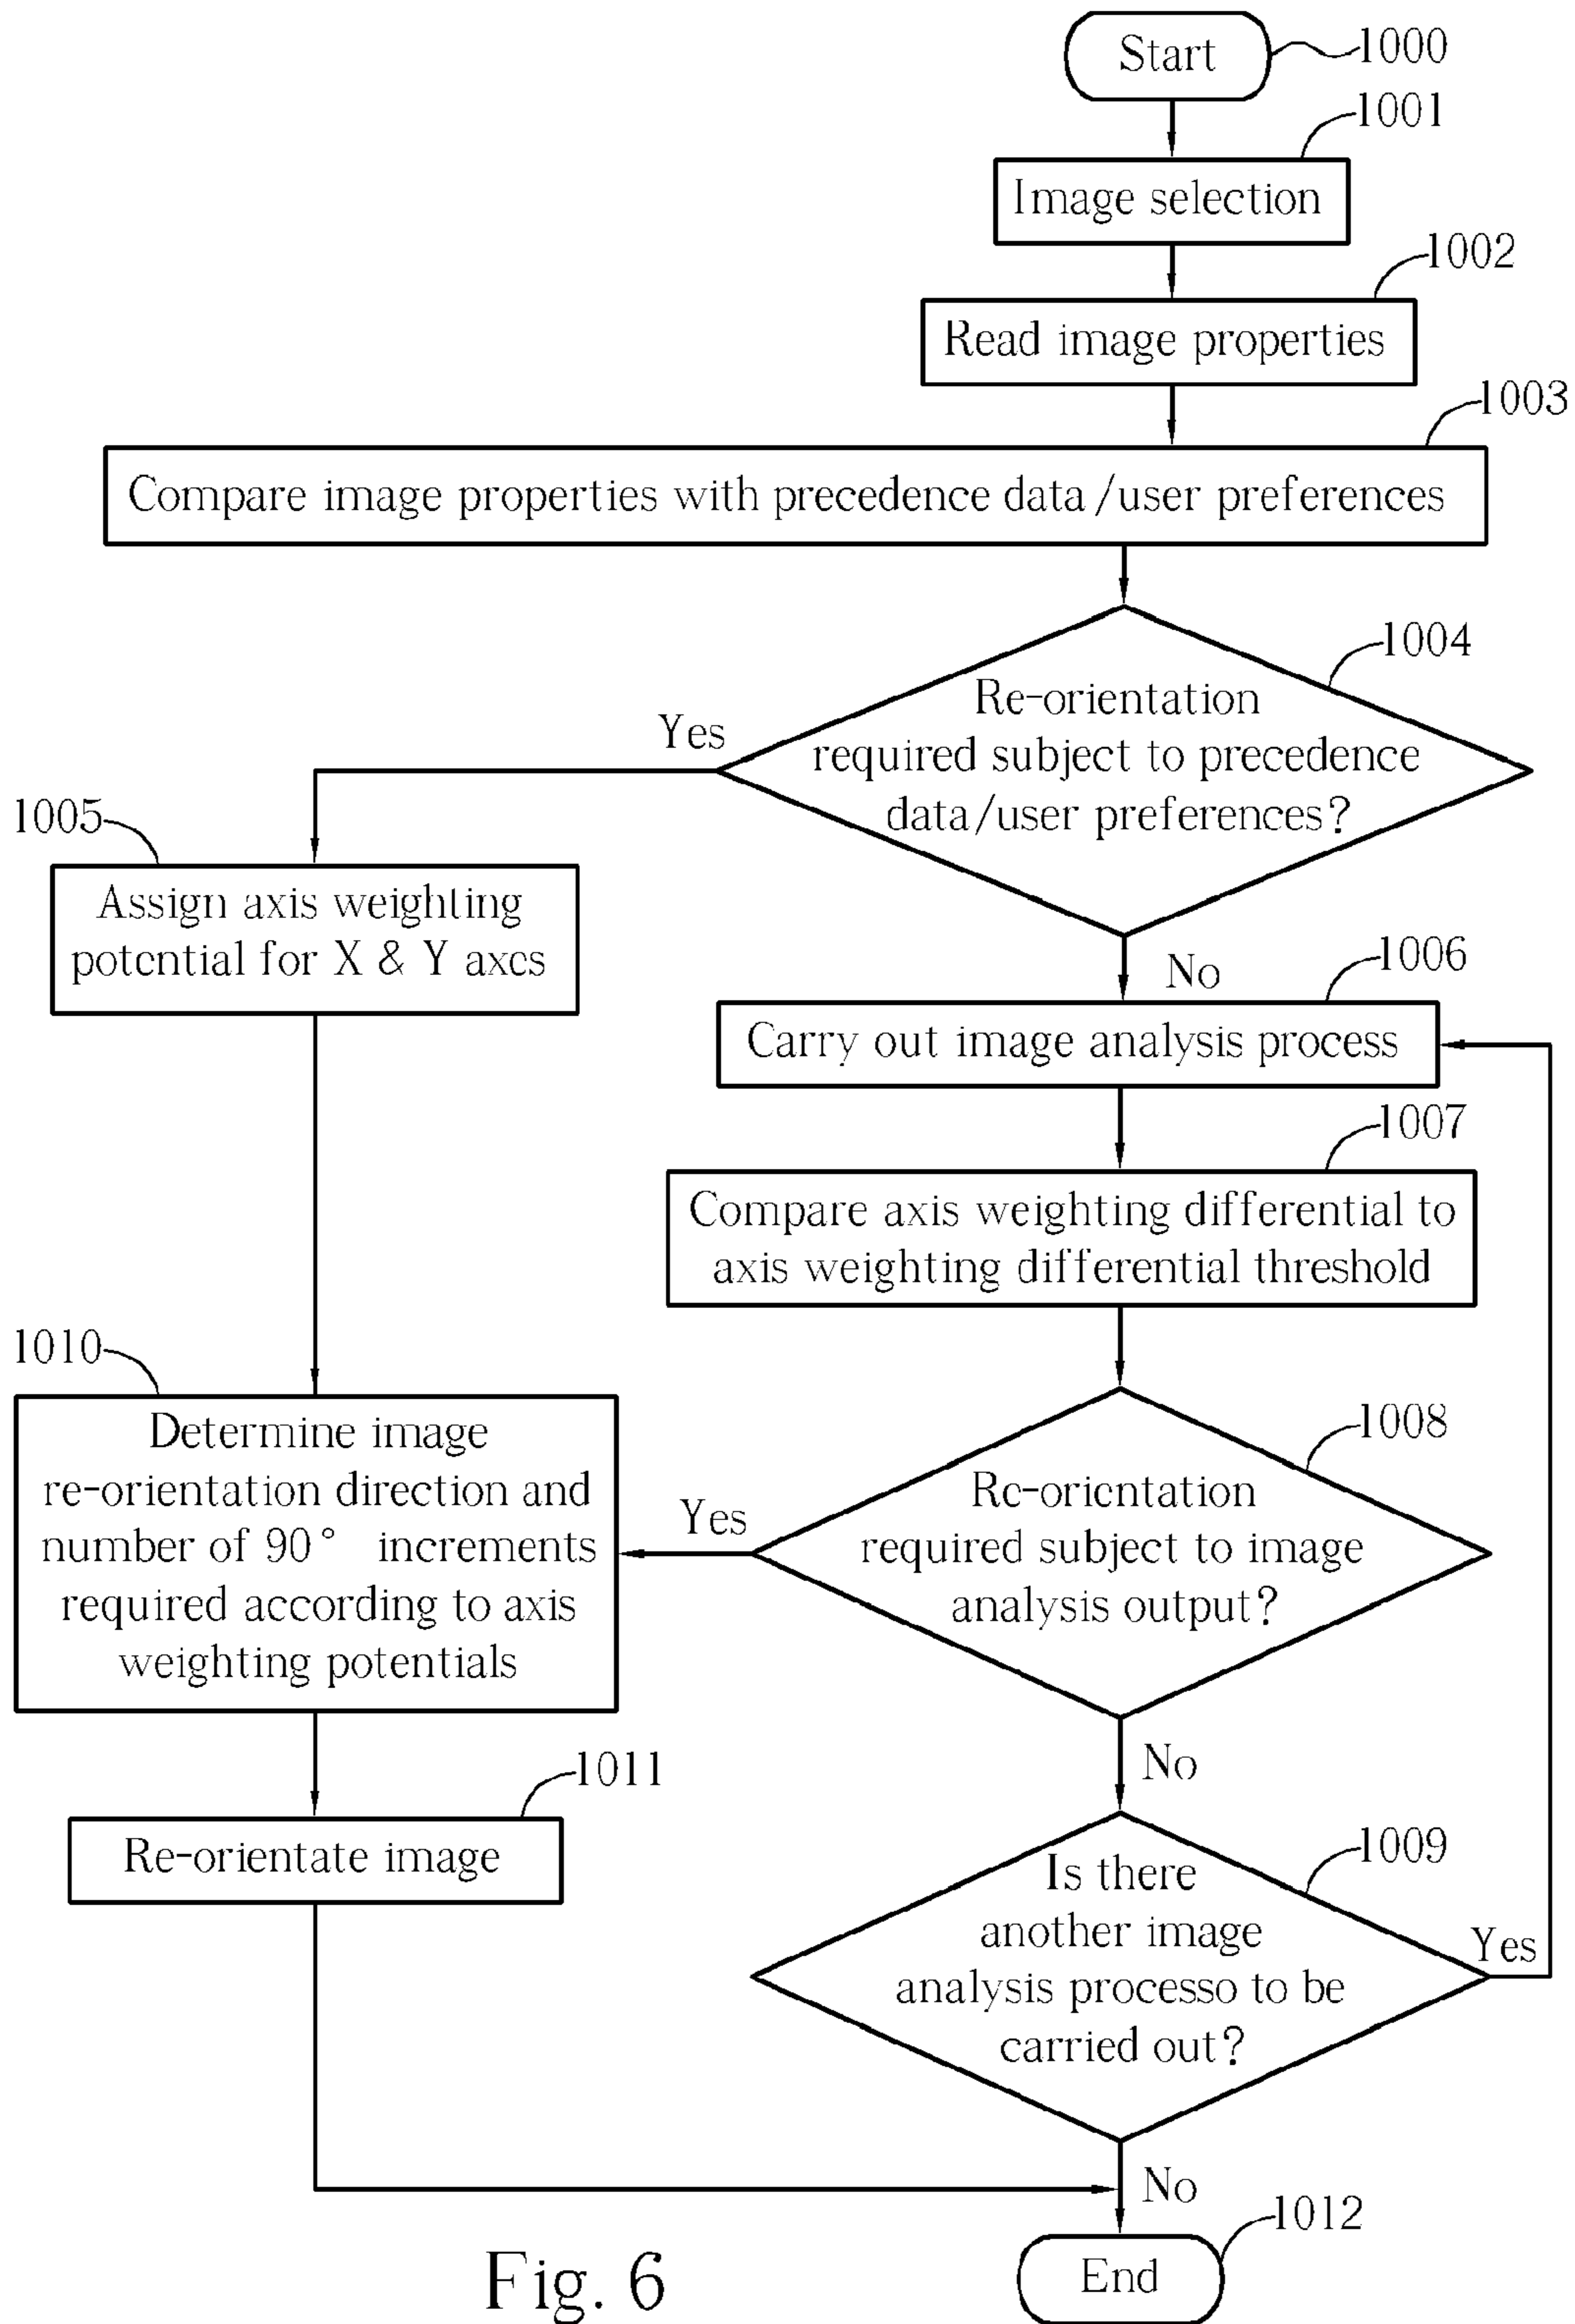 Start
1000
1001
Image selection
1002
Read image properties
1003
Compare image properties with precedence data/user preferences
1004
Re-orientation
required subject to precedence
data/user preferences?
Yes
1005
Assign axis weighting
potential for X & Y axes
No
1006
Carry out image analysis process
1007
Compare axis weighting differential to
axis weighting differential threshold
1008
Re-orientation
required subject to image
analysis output?
Yes
1010
Determine image
re-orientation direction and
number of 90° increments
required according to axis
weighting potentials
No
1011
Re-orientate image
1009
Is there
another image
analysis processo to be
carried out?
Yes
No
1012
End
Fig. 6